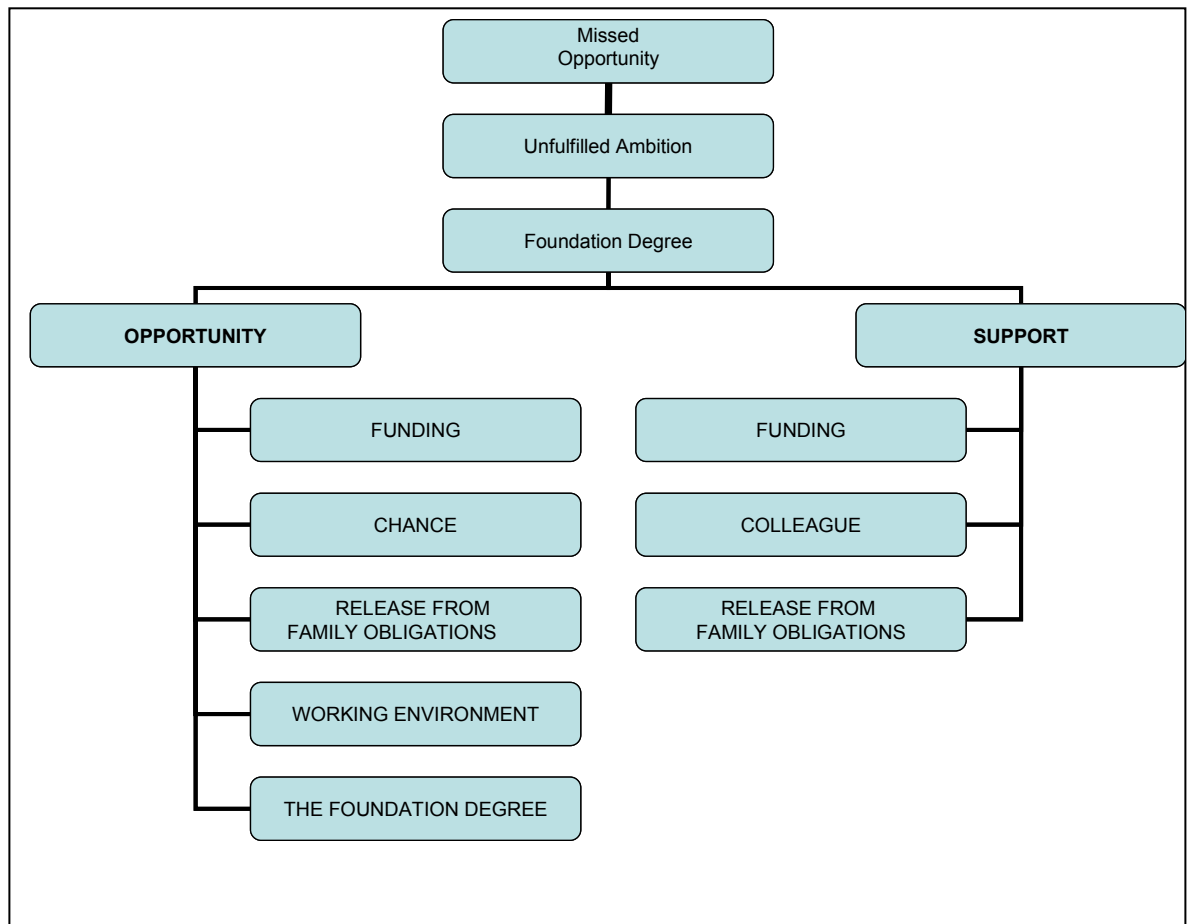 Missed
Opportunity
Unfulfilled Ambition
Foundation Degree
OPPORTUNITY
SUPPORT
FUNDING
FUNDING
CHANCE
COLLEAGUE
RELEASE FROM
FAMILY OBLIGATIONS
RELEASE FROM
FAMILY OBLIGATIONS
WORKING ENVIRONMENT
THE FOUNDATION DEGREE